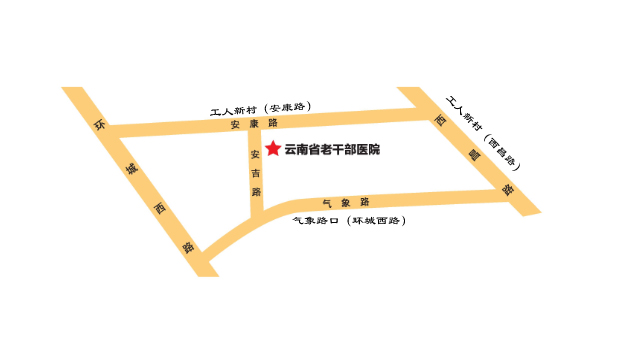 工人新村（安康路）
工人新村（西昌路）
安康路
环城西路
西昌路
安吉路
云南省老干部医院
气象路
气象路口（环城西路）